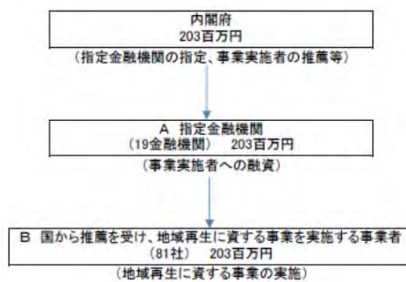 内閣府
203百万円
(指定金融機関の指定、事業実施者の推薦等)
A 指定金融機関
(19金融機関) 203百万円
(事業実施者への融資)
B 国から推薦を受け、地域再生に資する事業を実施する事業者
(81社) 203百万円
(地域再生に資する事業の実施)